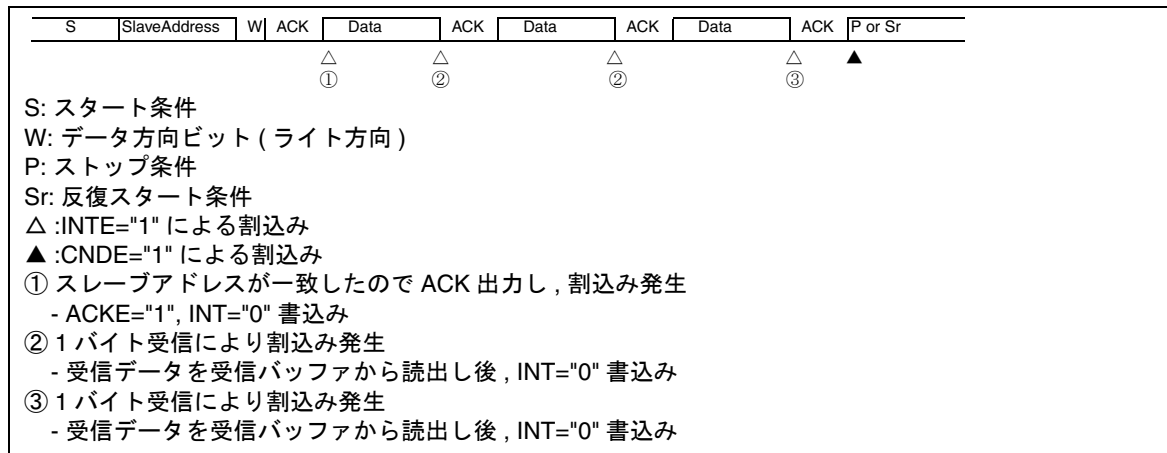 S SlaveAddress W ACK Data ACK Data ACK Data ACK P or Sr
△ △ △ △ ▲
① ② ② ③
S: スタート条件
W: データ方向ビット ( ライト方向 )
P: ストップ条件
Sr: 反復スタート条件
△ :INTE="1" による割込み
▲ :CNDE="1" による割込み
① スレーブアドレスが一致したので ACK 出力し , 割込み発生
- ACKE="1", INT="0" 書込み
② 1 バイト受信により割込み発生
- 受信データを受信バッファから読出し後 , INT="0" 書込み
③ 1 バイト受信により割込み発生
- 受信データを受信バッファから読出し後 , INT="0" 書込み